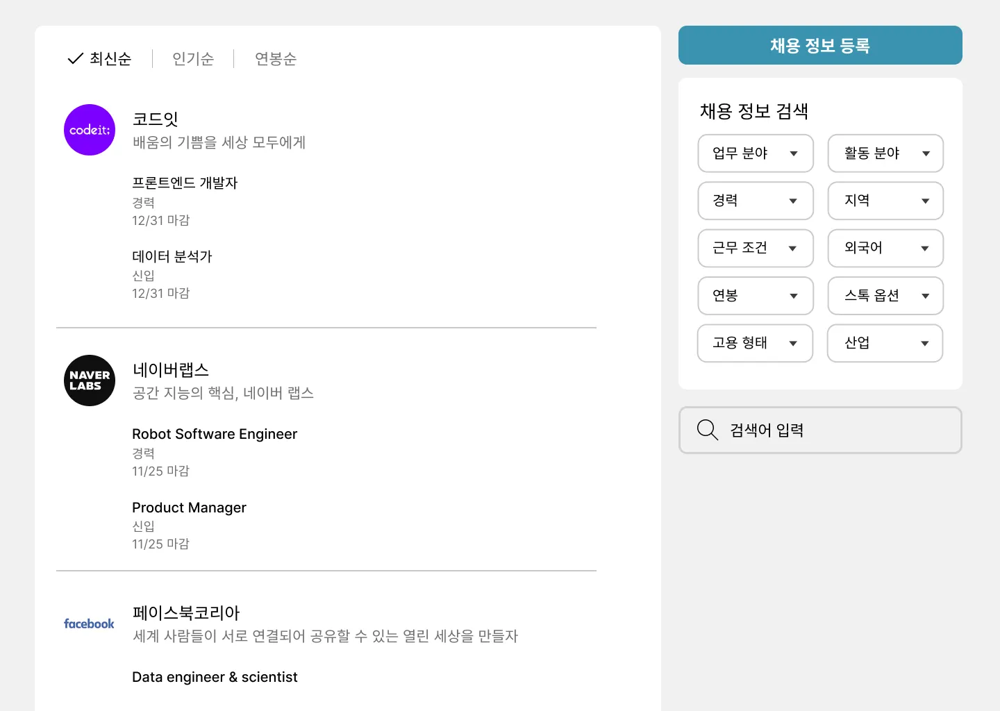 최신순 인기순 연봉순
codeit;
코드잇
배움의 기쁨을 세상 모두에게
프론트엔드 개발자
경력
12/31 마감
데이터 분석가
신입
12/31 마감
NAVER
LABS
네이버랩스
공간 지능의 핵심, 네이버 랩스
Robot Software Engineer
경력
11/25 마감
Product Manager
신입
11/25 마감
facebook
페이스북코리아
세계 사람들이 서로 연결되어 공유할 수 있는 열린 세상을 만들자
Data engineer & scientist
채용 정보 등록
채용 정보 검색
업무 분야 활동 분야
경력 지역
근무 조건 외국어
연봉 스톡 옵션
고용 형태 산업
검색어 입력